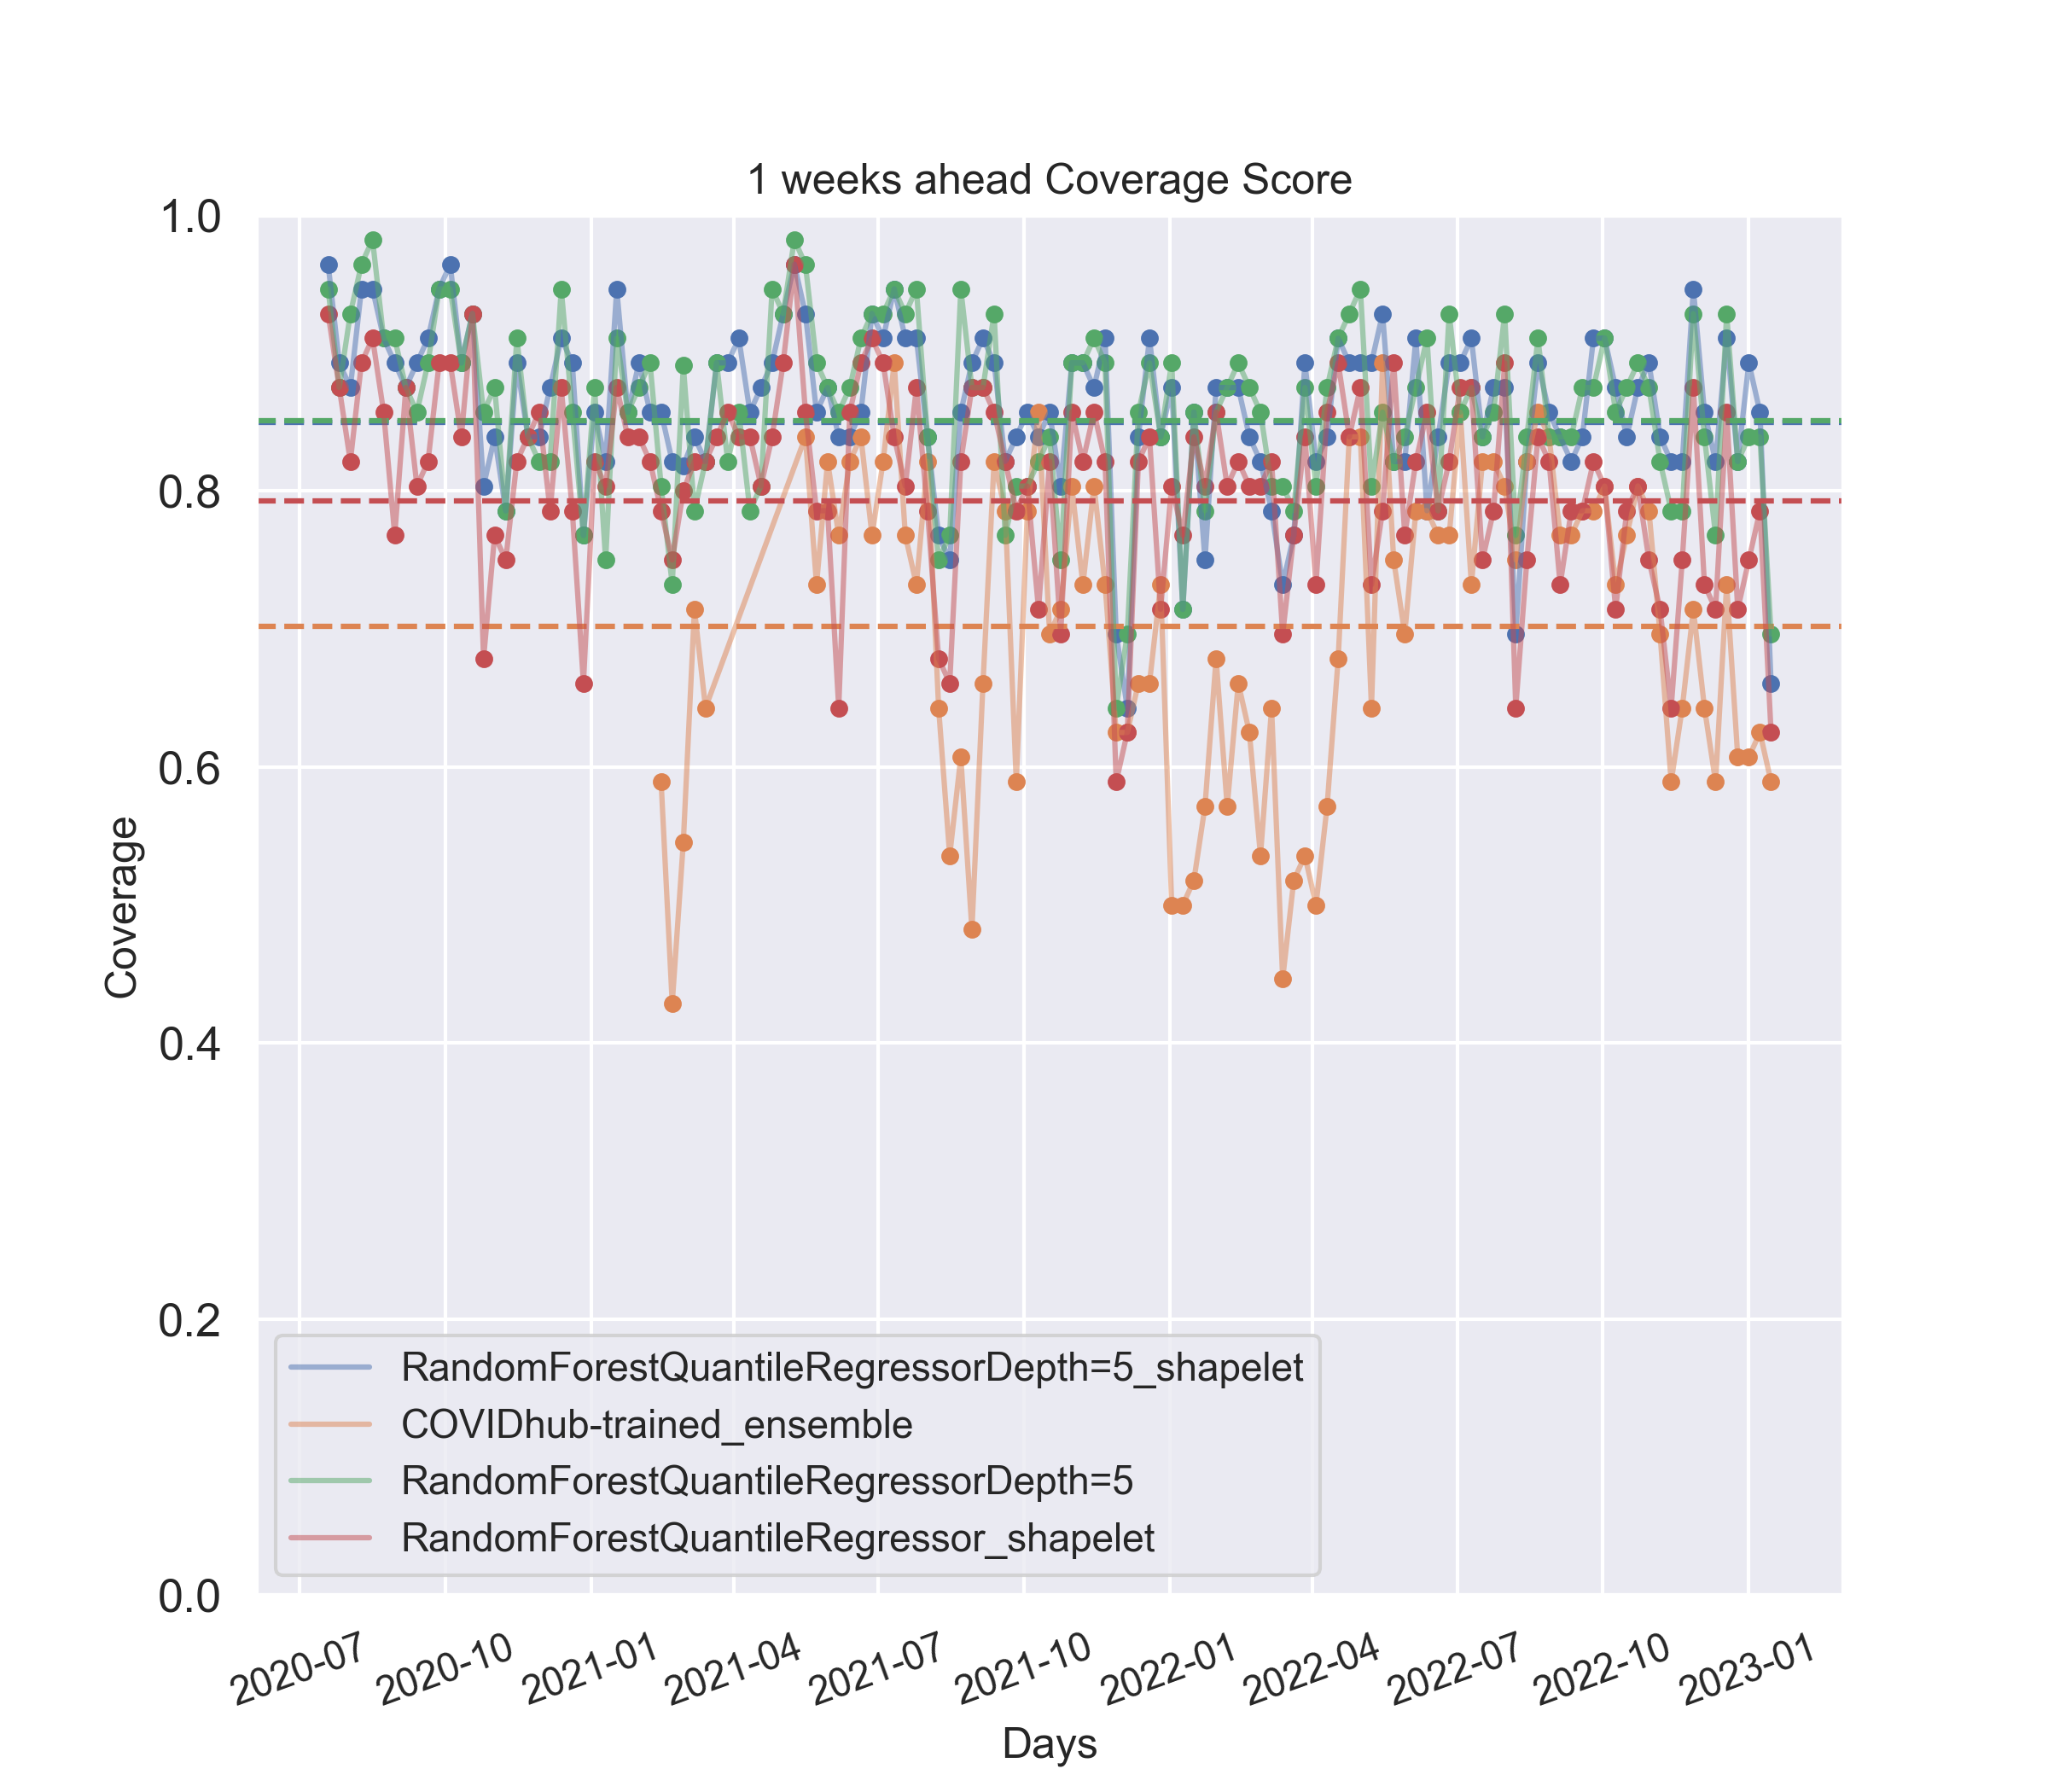 1 weeks ahead Coverage Score
1.0
0.8
0.6
0.4
0.2
0.0
Coverage
RandomForestQuantileRegressorDepth=5_shapelet
COVIDhub-trained_ensemble
RandomForestQuantileRegressorDepth=5
RandomForestQuantileRegressor_shapelet
2020-07
2020-10
2021-01
2021-04
2021-07
2021-10
2022-01
2022-04
2022-07
2022-10
2023-01
Days